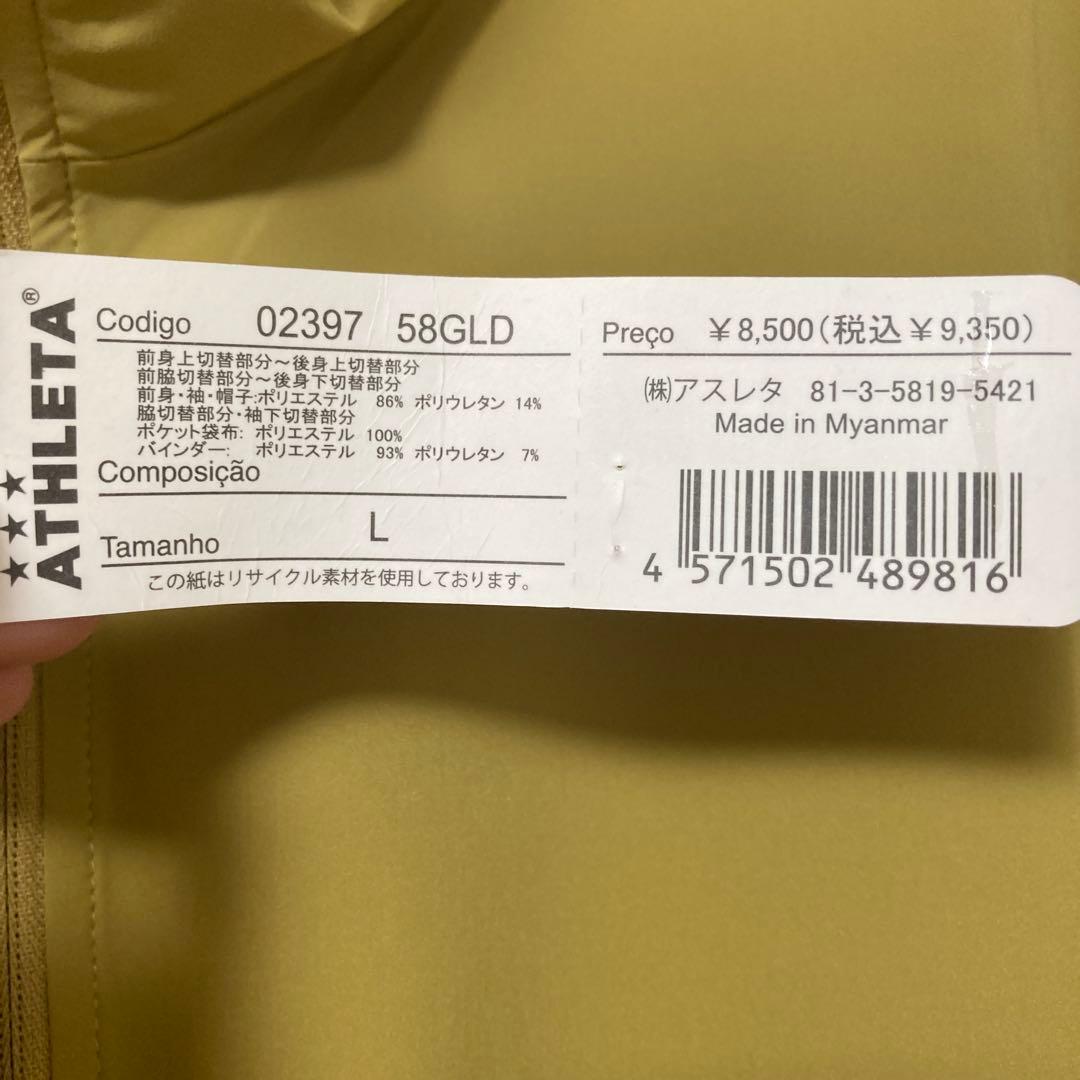 ATHLETA®
Codigo 02397 58GLD
前身上切替部分～後身上切替部分
前脇切替部分～後身下切替部分
前身・袖・帽子:ポリエステル 86% ポリウレタン 14%
脇切替部分・袖下切替部分
ポケット袋布: ポリエステル 100%
バインダー: ポリエステル 93% ポリウレタン 7%
Composição
Tamanho L
この紙はリサイクル素材を使用しております。
Preço ￥8,500(税込￥9,350)
㈱アスレタ 81-3-5819-5421
Made in Myanmar
4 571502 489816